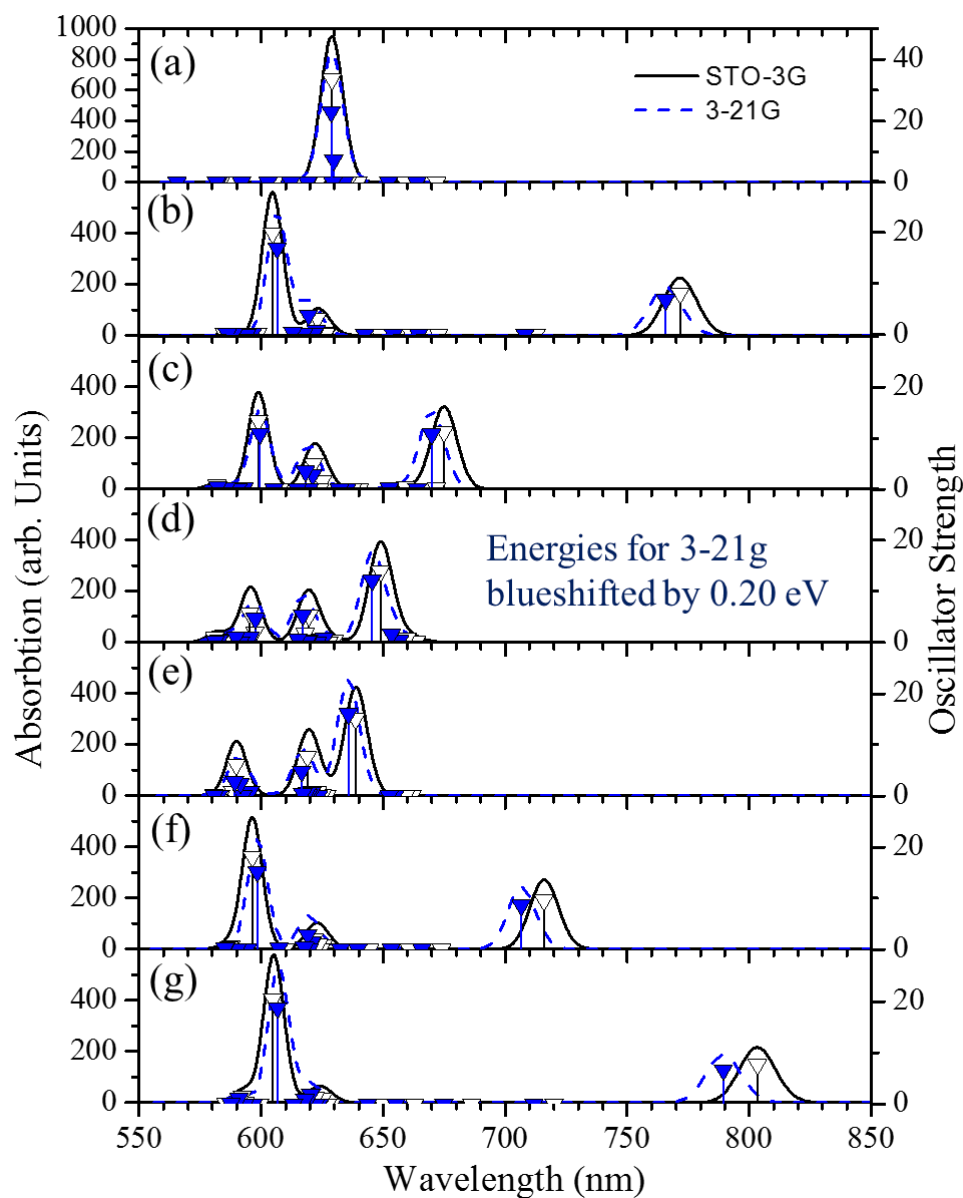 1000
800
600
400
200
0
(a)
STO-3G
3-21G
40
20
0
400
200
0
(b)
20
0
400
200
0
(c)
20
0
400
200
0
(d)
Energies for 3-21g
blueshifted by 0.20 eV
20
0
400
200
0
(e)
20
0
400
200
0
(f)
20
0
400
200
0
(g)
20
0
550 600 650 700 750 800 850
Wavelength (nm)
Absorbtion (arb. Units)
Oscillator Strength